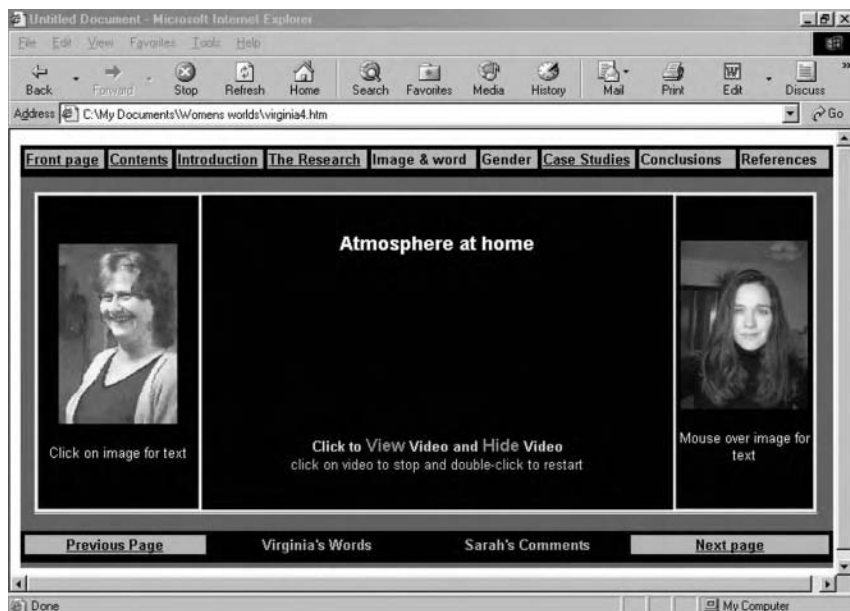 Untitled Document - Microsoft Internet Explorer
File Edit View Favorites Tools Help
Back Forward Stop Refresh Home Search Favorites Media History Mail Print Edit Discuss »
Address C:\My Documents\Womens worlds\virginia4.htm Go
Front page Contents Introduction The Research Image & word Gender Case Studies Conclusions References
Atmosphere at home
Click on image for text
Click to View Video and Hide Video
click on video to stop and double-click to restart
Mouse over image for
text
Previous Page Virginia's Words Sarah's Comments Next page
Done My Computer